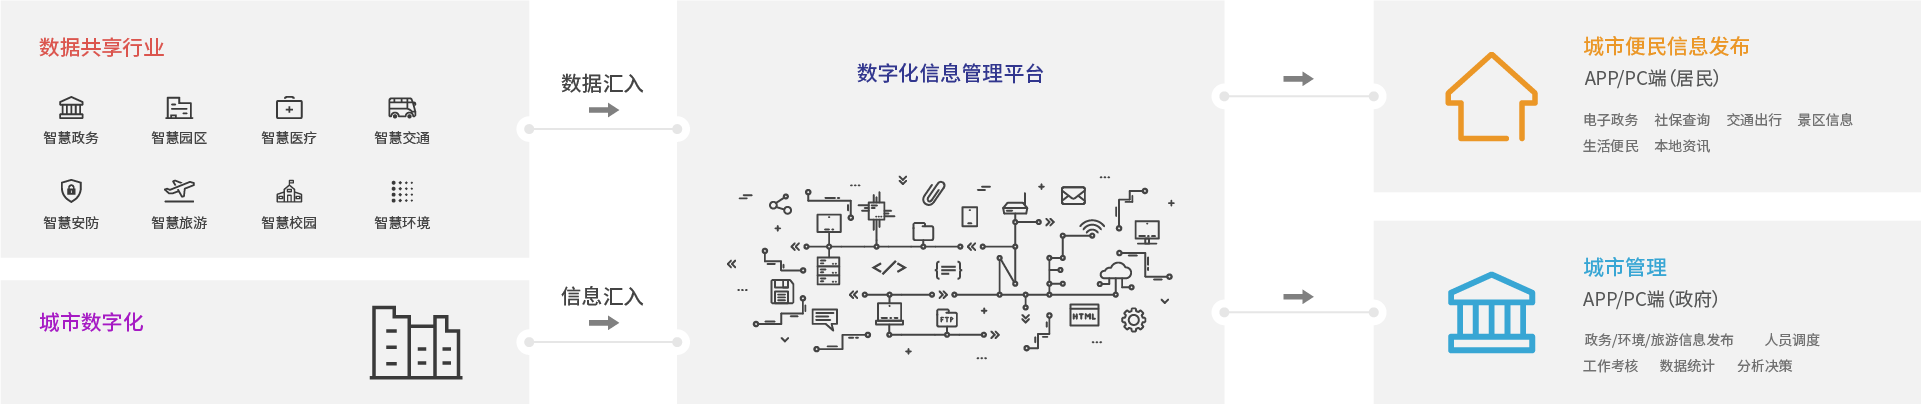 数据共享行业
智慧政务
智慧园区
智慧医疗
智慧交通
智慧安防
智慧旅游
智慧校园
智慧环境
城市数字化
数据汇入
信息汇入
数字化信息管理平台
FTP
HTML
城市便民信息发布
APP/PC端（居民）
电子政务 社保查询 交通出行 景区信息
生活便民 本地资讯
城市管理
APP/PC端（政府）
政务/环境/旅游信息发布 人员调度
工作考核 数据统计 分析决策